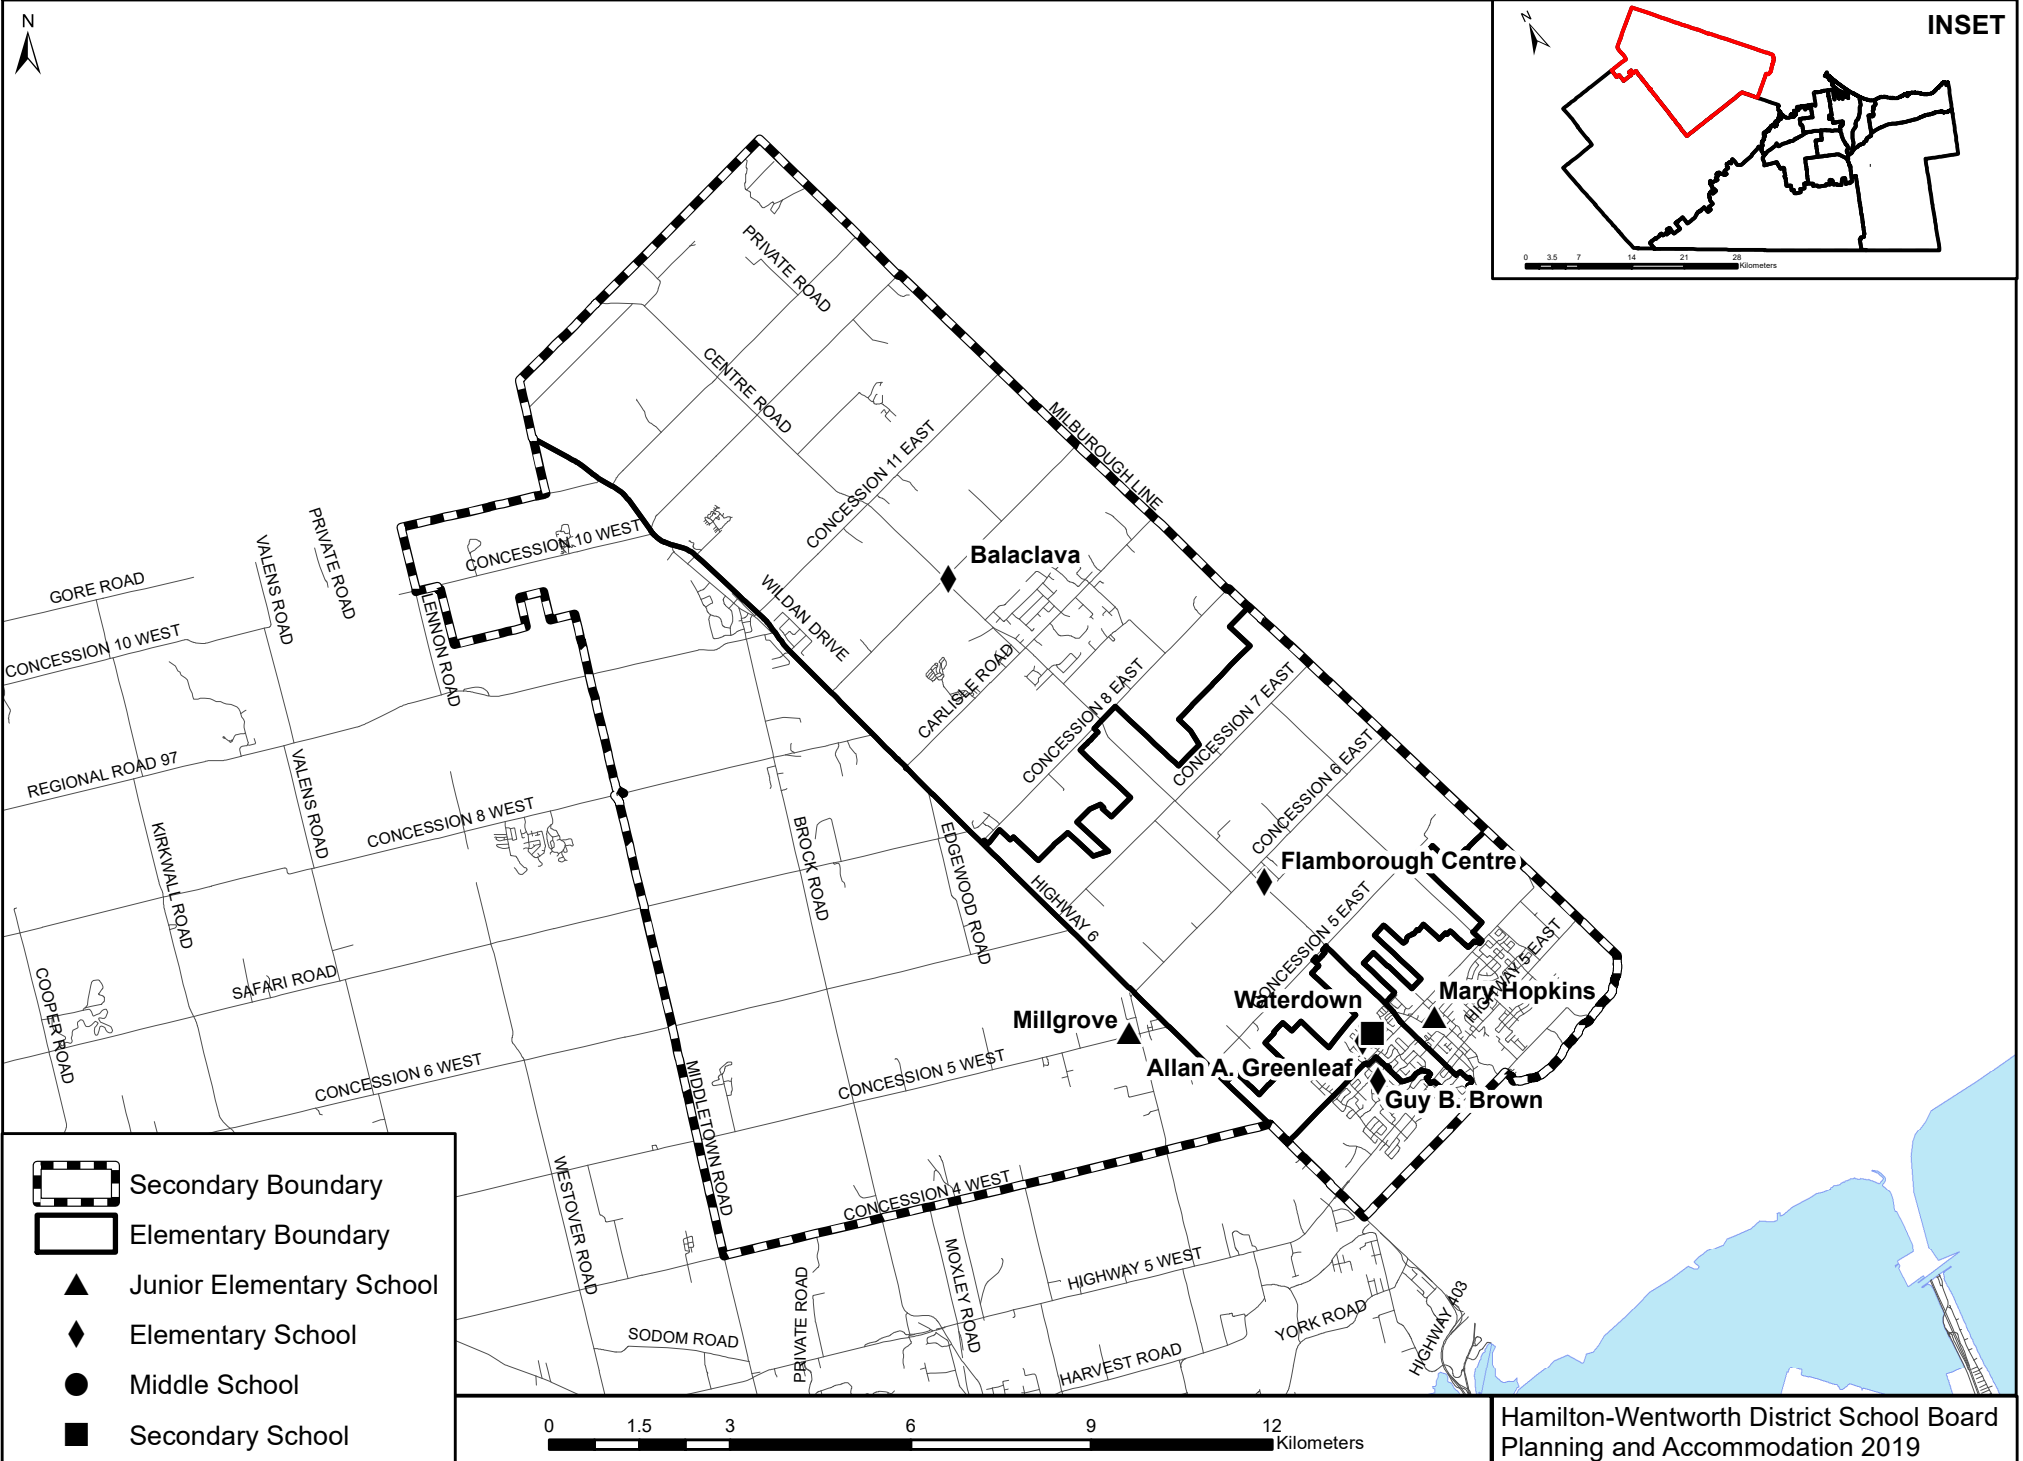 N
N
INSET
0 3.5 7 14 21 28
Kilometers
PRIVATE ROAD
CENTRE ROAD
MILBUROUGH LINE
CONCESSION 11 EAST
PRIVATE ROAD
VALENS ROAD
CONCESSION 10 WEST
Balaclava
GORE ROAD
LENNON ROAD
WILDAN DRIVE
CONCESSION 10 WEST
CARLISLE ROAD
CONCESSION 8 EAST
CONCESSION 7 EAST
REGIONAL ROAD 97
VALENS ROAD
CONCESSION 6 EAST
CONCESSION 8 WEST
KIRKWALL ROAD
BROCK ROAD
EDGEWOOD ROAD
Flamborough Centre
HIGHWAY 6
CONCESSION 5 EAST
HIGHWAY 5 EAST
SAFARI ROAD
COOPER ROAD
Waterdown
Mary Hopkins
Millgrove
Allan A. Greenleaf
Guy B. Brown
CONCESSION 6 WEST
CONCESSION 5 WEST
MIDDLETOWN ROAD
WESTOVER ROAD
CONCESSION 4 WEST
MOXLEY ROAD
HIGHWAY 5 WEST
PRIVATE ROAD
SODOM ROAD
YORK ROAD
HARVEST ROAD
HIGHWAY 403
Secondary Boundary
Elementary Boundary
Junior Elementary School
Elementary School
Middle School
Secondary School
0 1.5 3 6 9 12
Kilometers
Hamilton-Wentworth District School Board
Planning and Accommodation 2019